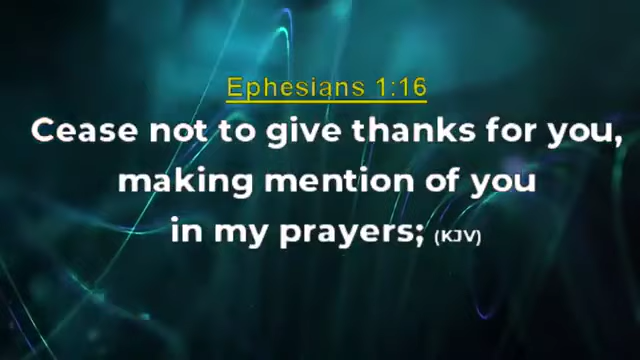 Ephesians 1:16
Cease not to give thanks for you,
making mention of you
in my prayers; (KJV)